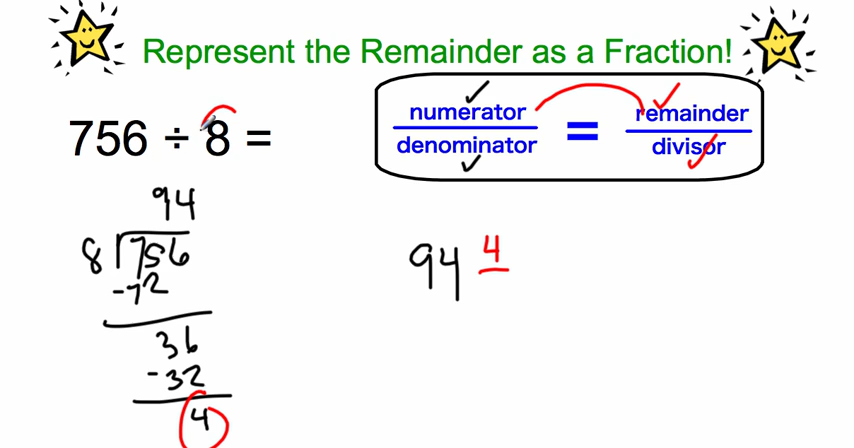 Represent the Remainder as a Fraction!
756 ÷ 8 =
numerator
denominator
=
remainder
divisor
94
8 756
-72
36
-32
4
94 4